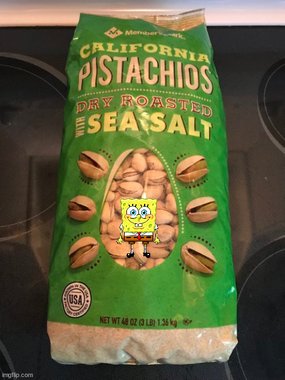 Member's Mark.
CALIFORNIA
PISTACHIOS
DRY ROASTED
WITH SEA SALT
USA
NET WT 48 OZ (3 LB) 1.36 kg
imgflip.com